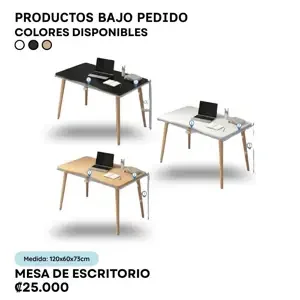 PRODUCTOS BAJO PEDIDO
COLORES DISPONIBLES
Medida: 120x60x73cm
MESA DE ESCRITORIO
₡25.000